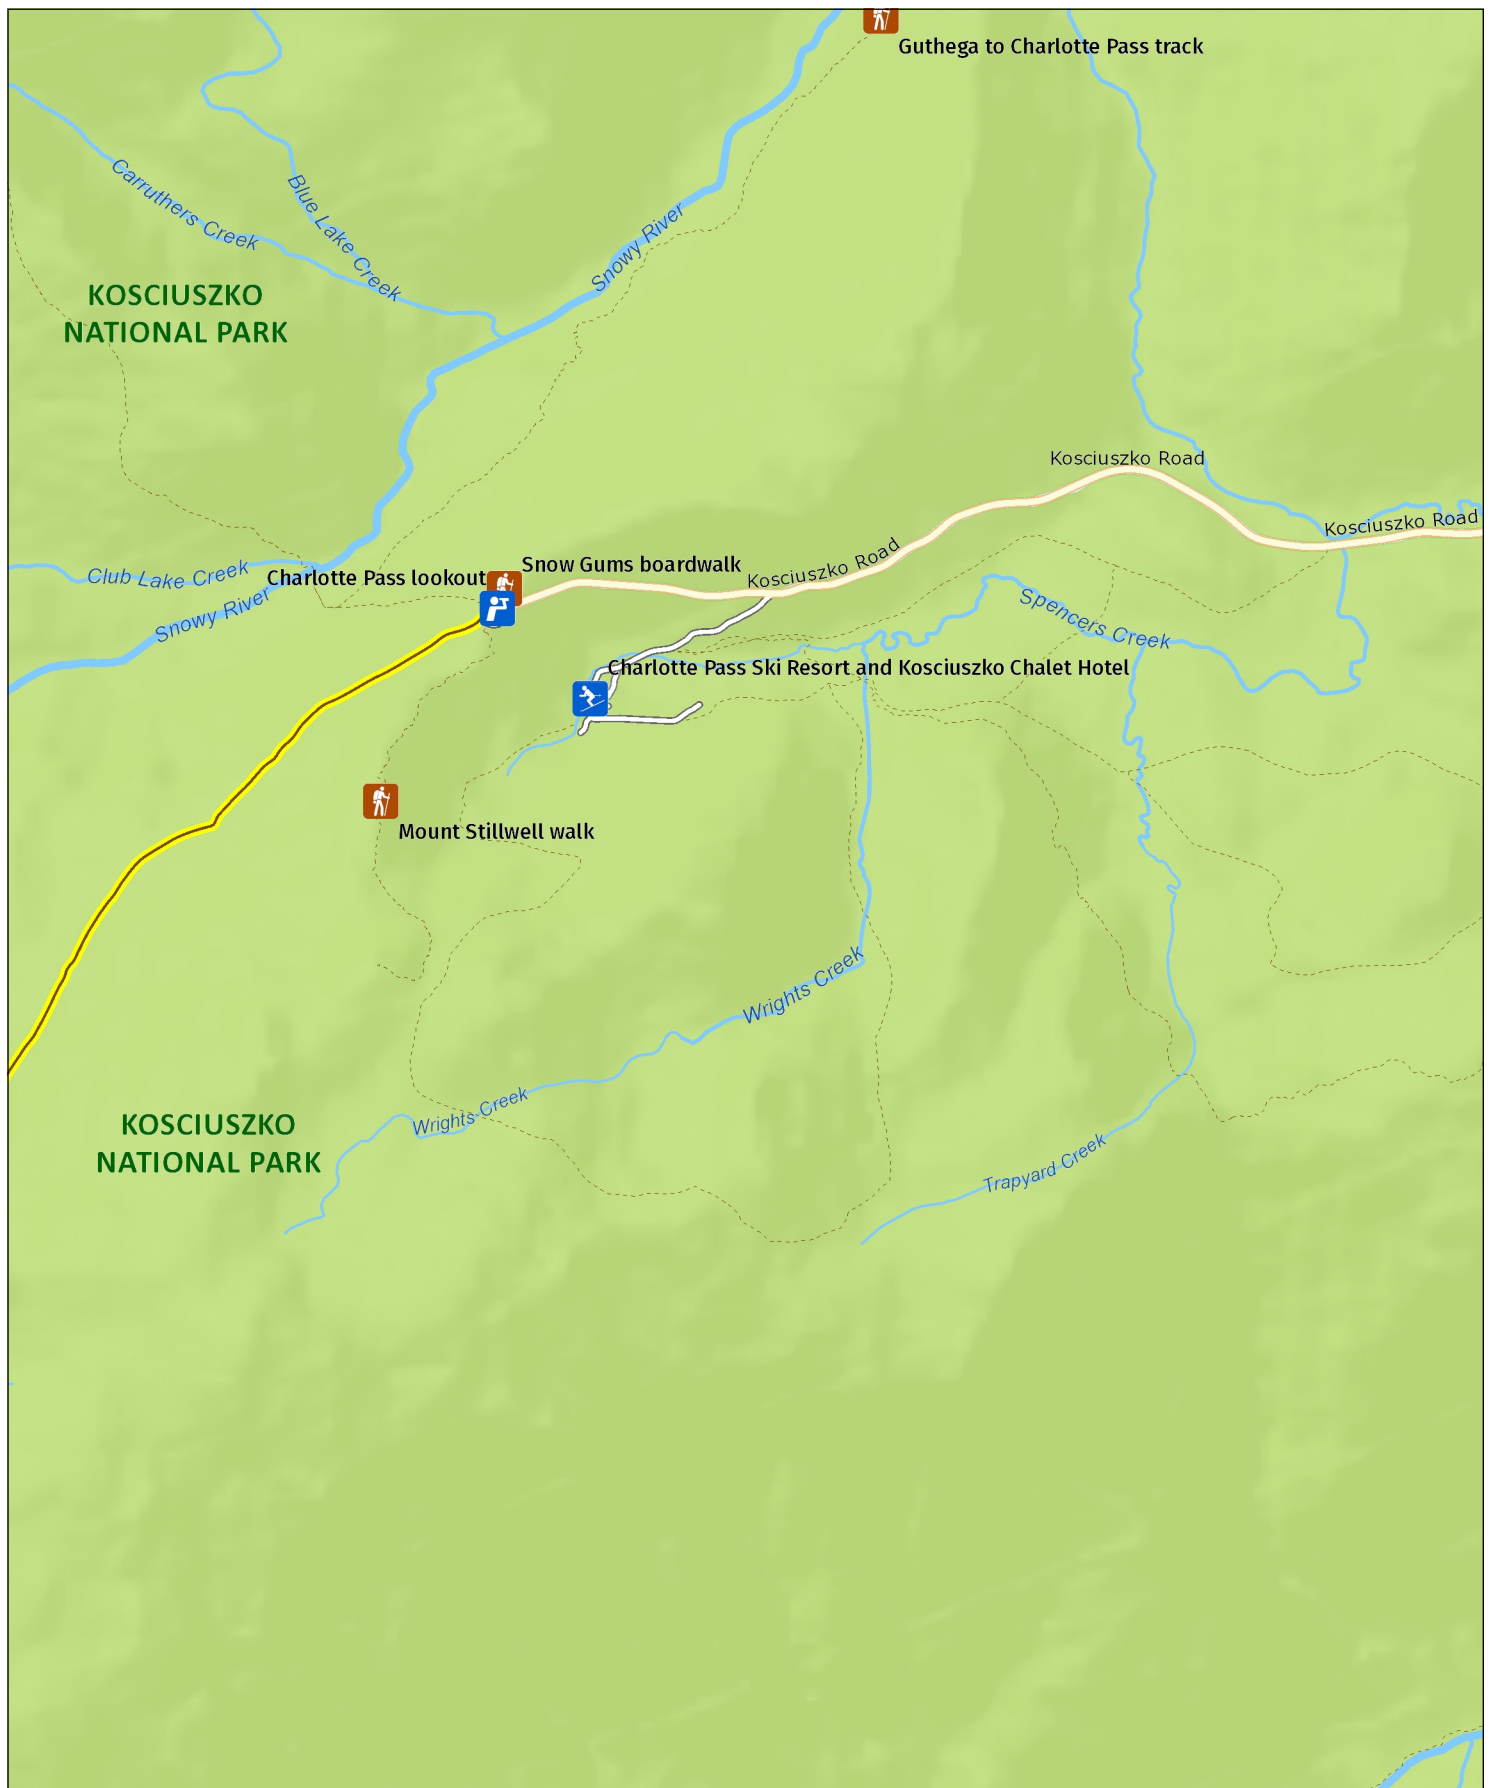 Guthega to Charlotte Pass track
Carruthers Creek
Blue Lake Creek
Snowy River
KOSCIUSZKO
NATIONAL PARK
Kosciuszko Road
Kosciuszko Road
Kosciuszko Road
Snow Gums boardwalk
Charlotte Pass lookout
Club Lake Creek
Snowy River
Spencers Creek
Charlotte Pass Ski Resort and Kosciuszko Chalet Hotel
Mount Stillwell walk
Wrights Creek
Wrights Creek
KOSCIUSZKO
NATIONAL PARK
Trapyard Creek